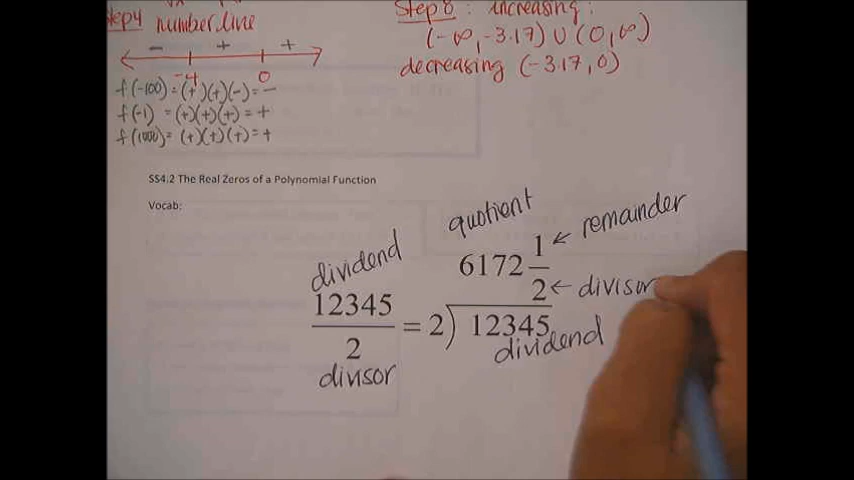 Step4 number line
- + +
-4 0
f(-100) = (+)(+)(-) = -
f(-1) = (+)(+)(+) = +
f(1000) = (+)(+)(+) = +
Step 8: increasing:
(-∞, -3.17) ∪ (0, ∞)
decreasing (-3.17, 0)
SS4.2 The Real Zeros of a Polynomial Function
Vocab:
quotient
dividend
6172 1/2
← remainder
← divisor
12345/2 = 2)12345
divisor
dividend